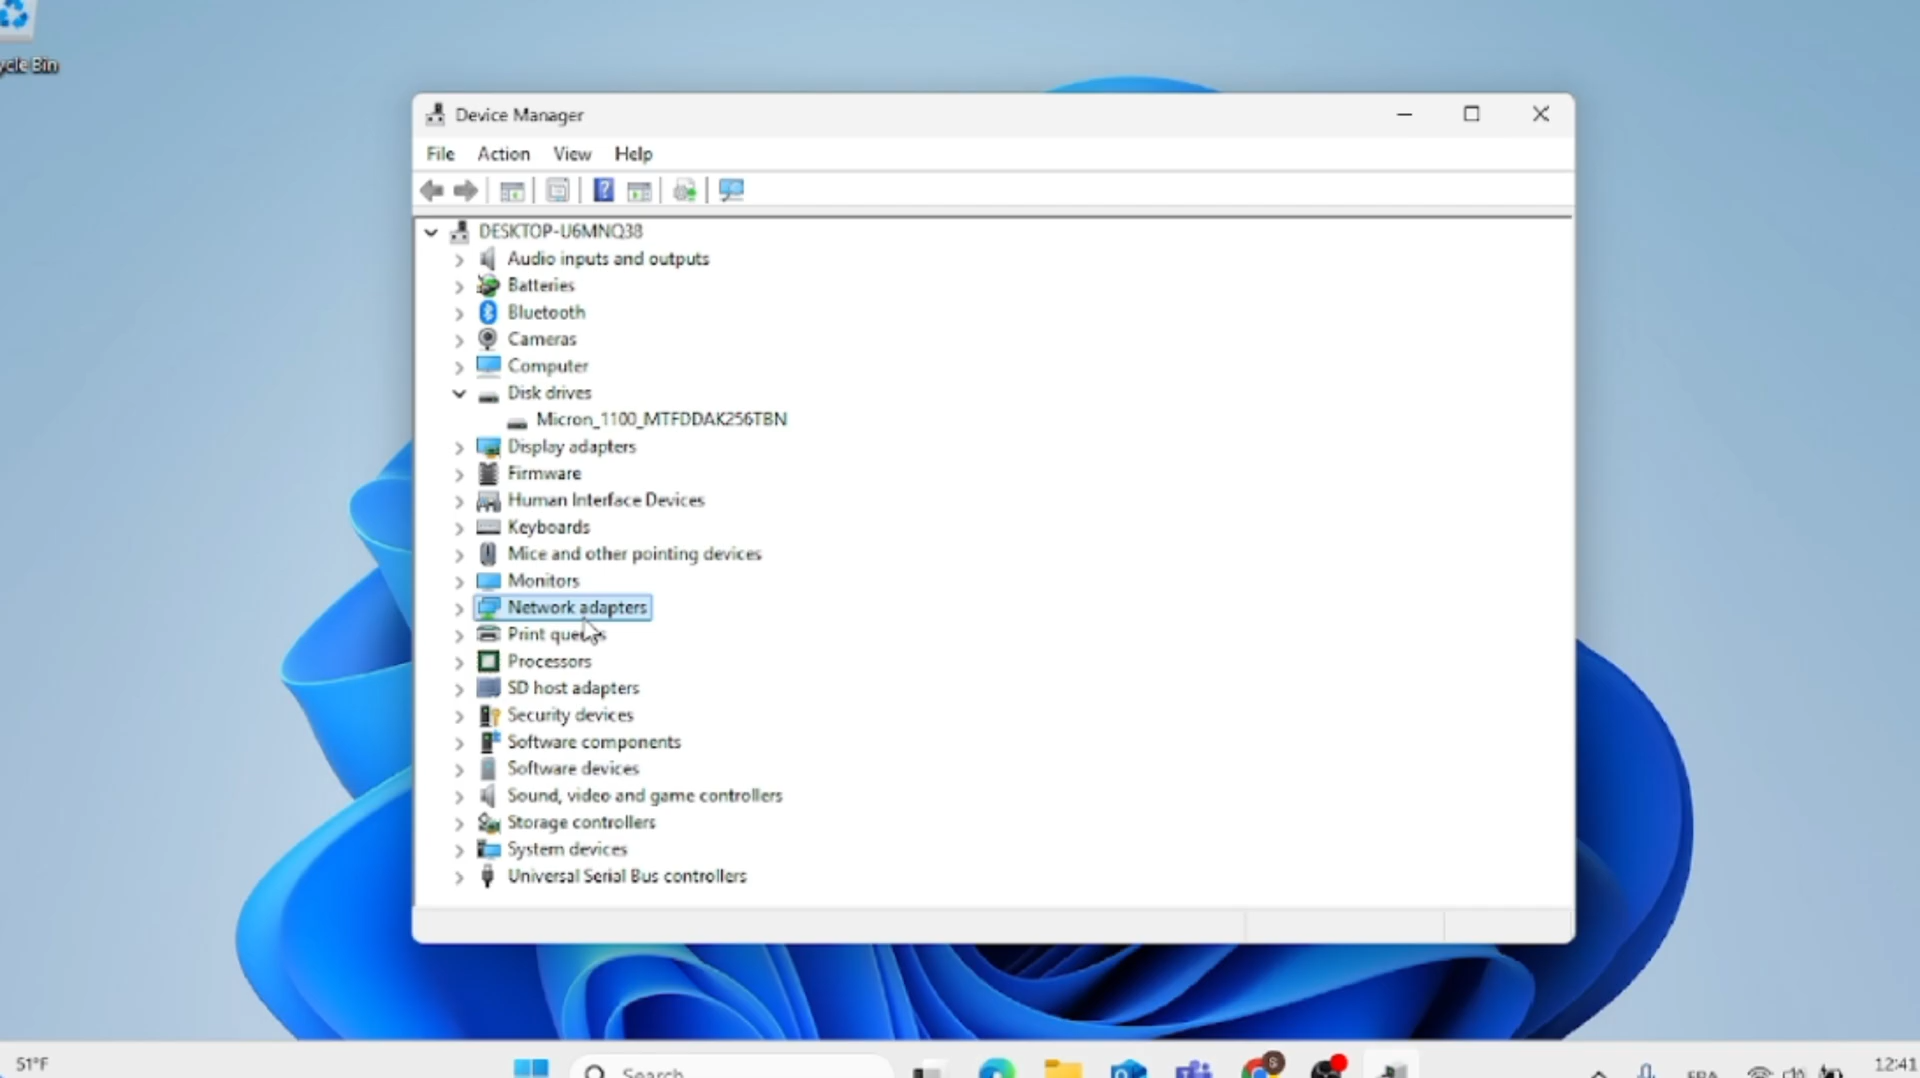 ycle Bin
Device Manager
File Action View Help
DESKTOP-U6MNQ38
Audio inputs and outputs
Batteries
Bluetooth
Cameras
Computer
Disk drives
Micron_1100_MTFDDAK256TBN
Display adapters
Firmware
Human Interface Devices
Keyboards
Mice and other pointing devices
Monitors
Network adapters
Print queues
Processors
SD host adapters
Security devices
Software components
Software devices
Sound, video and game controllers
Storage controllers
System devices
Universal Serial Bus controllers
51°F
Search
S
FRA
12:41